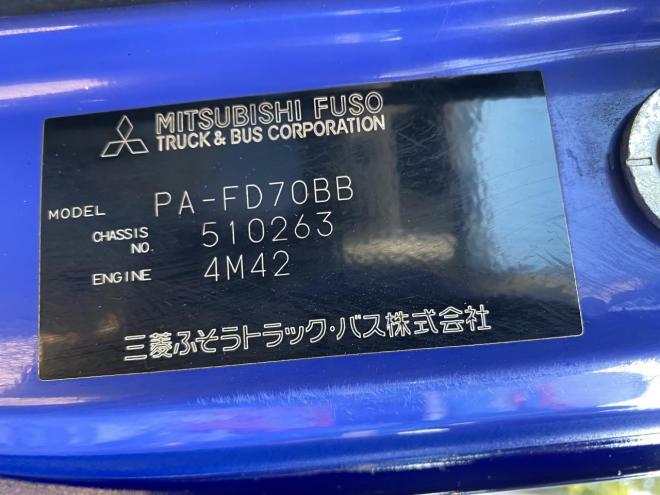 MITSUBISHI FUSO
TRUCK & BUS CORPORATION
MODEL PA-FD70BB
CHASSIS NO. 510263
ENGINE 4M42
三菱ふそうトラック・バス株式会社